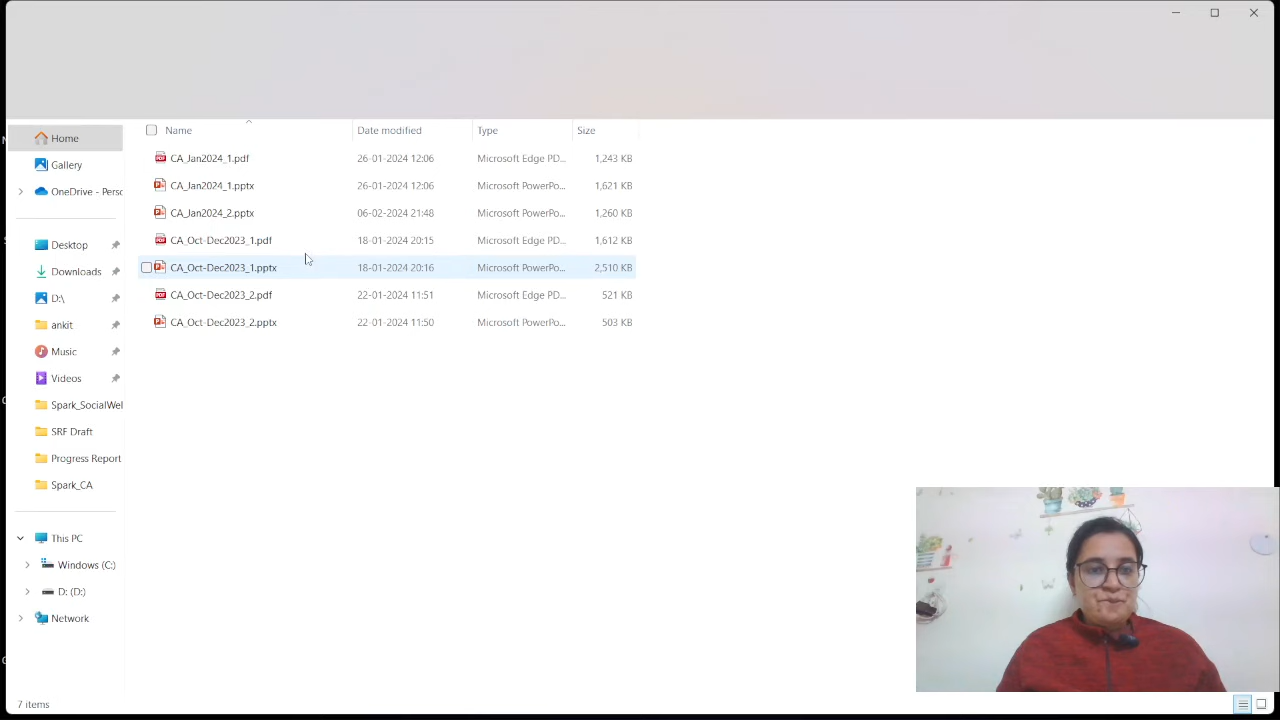 Name Date modified Type Size
Home
Gallery
OneDrive - Perso
Desktop
Downloads
D:\
ankit
Music
Videos
Spark_SocialWel
SRF Draft
Progress Report
Spark_CA
This PC
Windows (C:)
D: (D:)
Network
CA_Jan2024_1.pdf 26-01-2024 12:06 Microsoft Edge PD... 1,243 KB
CA_Jan2024_1.pptx 26-01-2024 12:06 Microsoft PowerPo... 1,621 KB
CA_Jan2024_2.pptx 06-02-2024 21:48 Microsoft PowerPo... 1,260 KB
CA_Oct-Dec2023_1.pdf 18-01-2024 20:15 Microsoft Edge PD... 1,612 KB
CA_Oct-Dec2023_1.pptx 18-01-2024 20:16 Microsoft PowerPo... 2,510 KB
CA_Oct-Dec2023_2.pdf 22-01-2024 11:51 Microsoft Edge PD... 521 KB
CA_Oct-Dec2023_2.pptx 22-01-2024 11:50 Microsoft PowerPo... 503 KB
7 items